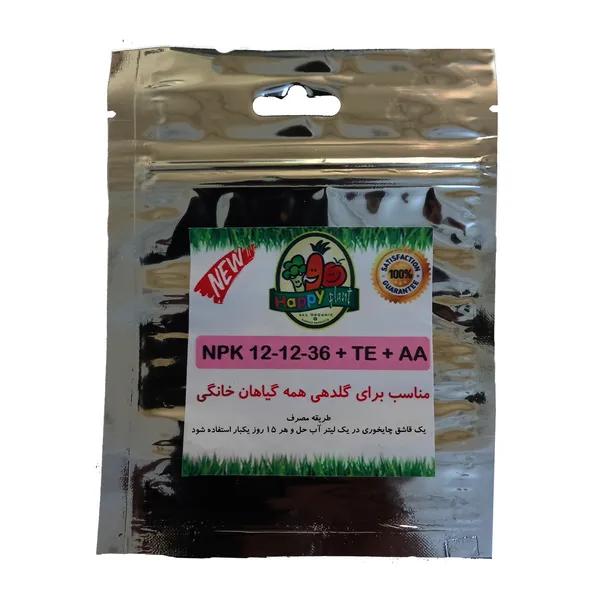 NEW
Happy plant
SATISFACTION
100%
GUARANTEE
NPK 12-12-36 + TE + AA
مناسب برای گلدهی همه گیاهان خانگی
طریقه مصرف
یک قاشق چایخوری در یک لیتر آب حل و هر ۱۵ روز یکبار استفاده شود